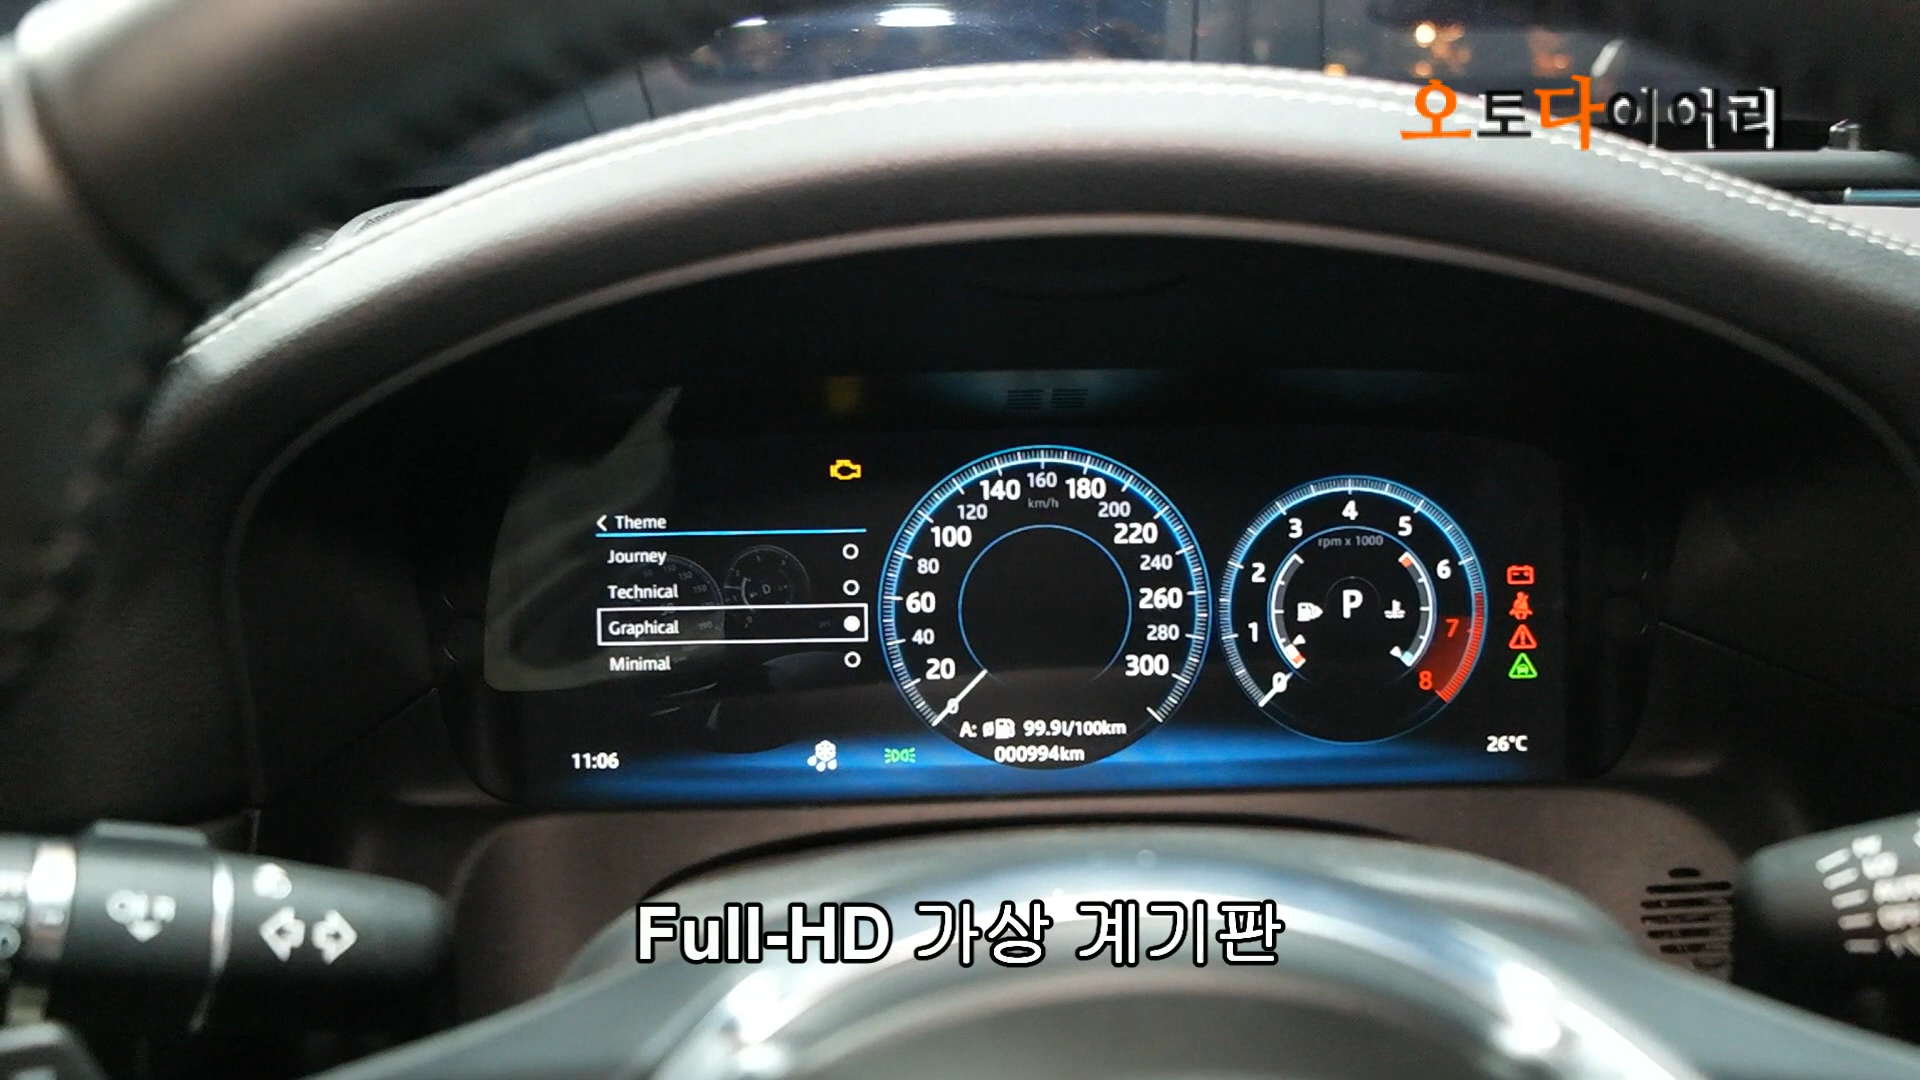 오토다이어리
Theme
Journey
Technical
Graphical
Minimal
11:06
0
20
40
60
80
100
120
140
160
180
200
220
240
260
280
300
km/h
A: 99.9l/100km
000994km
0
1
2
3
4
5
6
7
8
rpm x 1000
P
26°C
Full-HD 가상 계기판